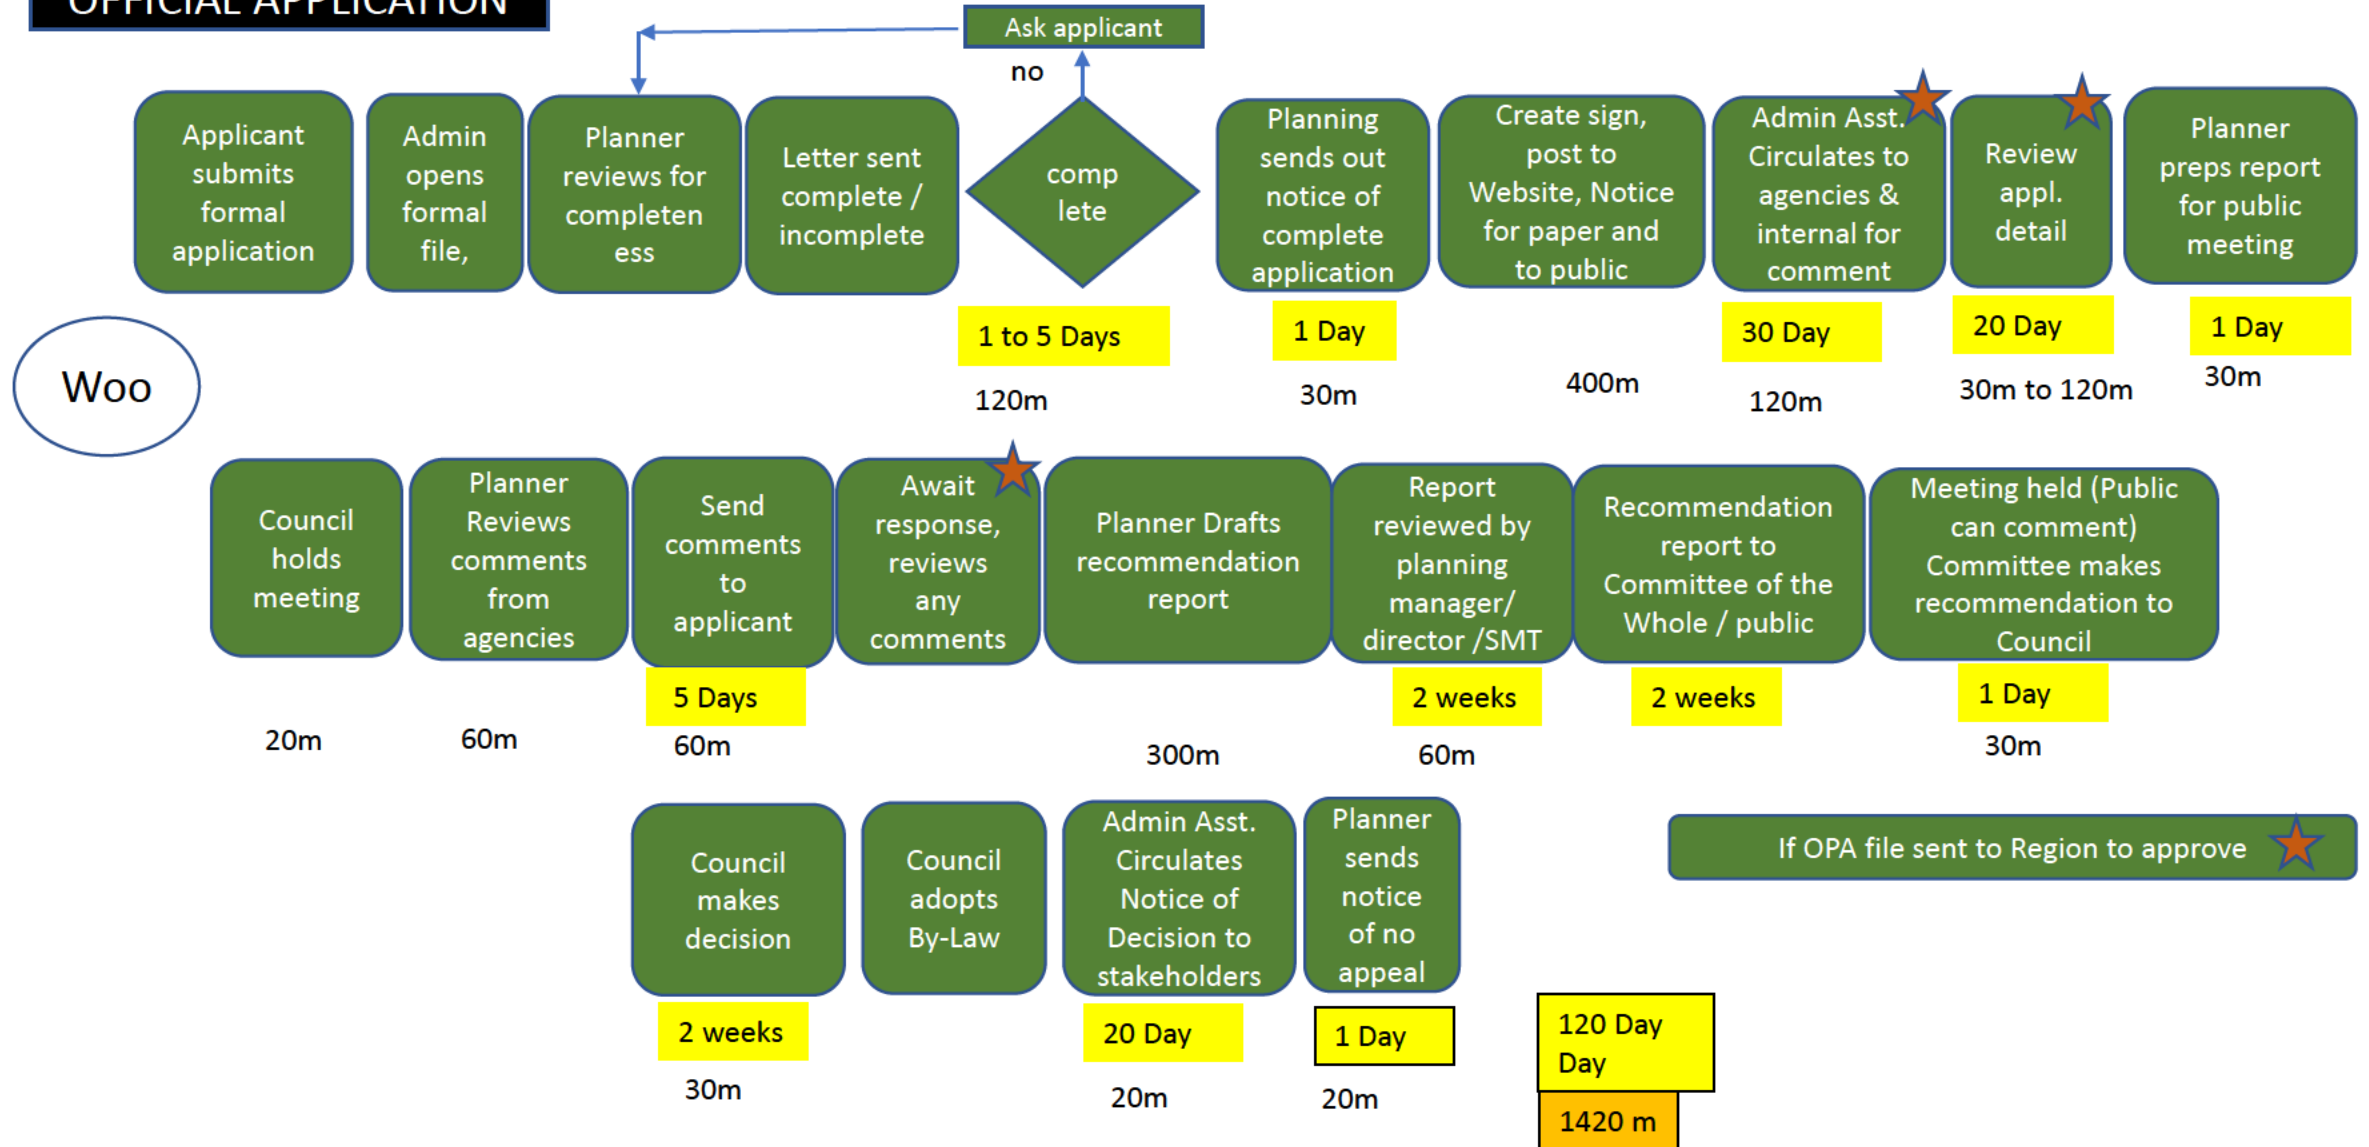 OFFICIAL APPLICATION
Ask applicant
no
Applicant
submits
formal
application
Admin
opens
formal
file,
Planner
reviews for
completen
ess
Letter sent
complete /
incomplete
comp
lete
Planning
sends out
notice of
complete
application
Create sign,
post to
Website, Notice
for paper and
to public
Admin Asst.
Circulates to
agencies &
internal for
comment
Review
appl.
detail
Planner
preps report
for public
meeting
1 to 5 Days
120m
1 Day
30m
400m
30 Day
120m
20 Day
30m to 120m
1 Day
30m
Woo
Council
holds
meeting
Planner
Reviews
comments
from
agencies
Send
comments
to
applicant
Await
response,
reviews
any
comments
Planner Drafts
recommendation
report
Report
reviewed by
planning
manager/
director /SMT
Recommendation
report to
Committee of the
Whole / public
Meeting held (Public
can comment)
Committee makes
recommendation to
Council
20m
60m
5 Days
60m
300m
2 weeks
60m
2 weeks
1 Day
30m
Council
makes
decision
Council
adopts
By-Law
Admin Asst.
Circulates
Notice of
Decision to
stakeholders
Planner
sends
notice
of no
appeal
If OPA file sent to Region to approve
2 weeks
30m
20 Day
20m
1 Day
20m
120 Day
Day
1420 m